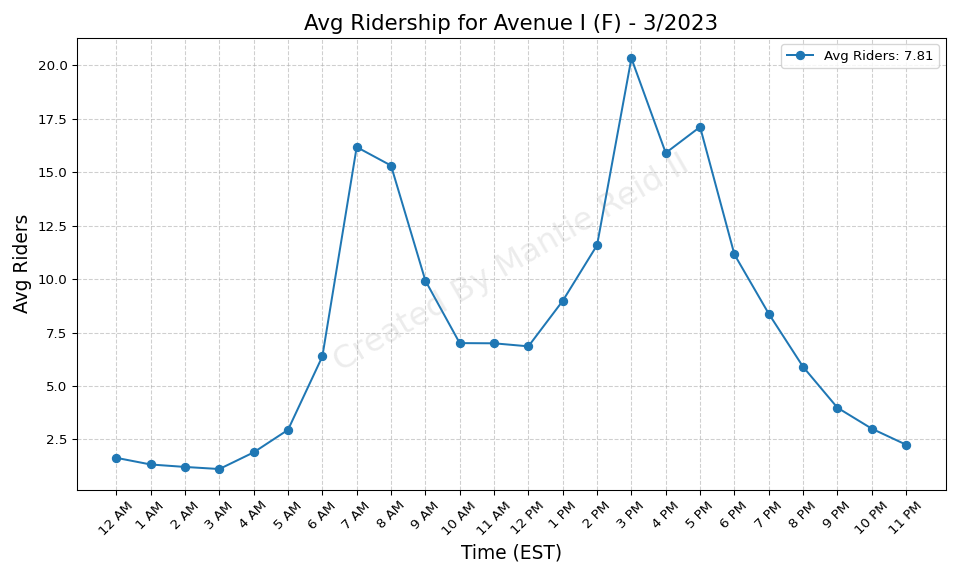 Avg Ridership for Avenue I (F) - 3/2023
Avg Riders: 7.81
Avg Riders
20.0
17.5
15.0
12.5
10.0
7.5
5.0
2.5
Created By Mantie Reid II
12 AM
1 AM
2 AM
3 AM
4 AM
5 AM
6 AM
7 AM
8 AM
9 AM
10 AM
11 AM
12 PM
1 PM
2 PM
3 PM
4 PM
5 PM
6 PM
7 PM
8 PM
9 PM
10 PM
11 PM
Time (EST)